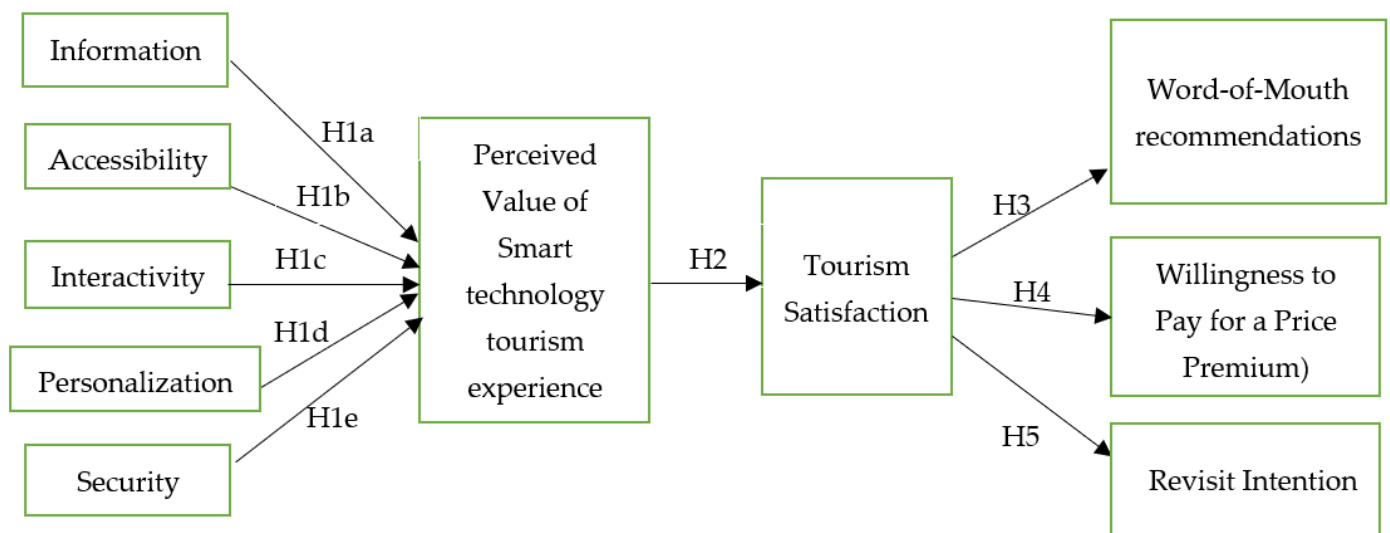 Information
H1a
Accessibility
H1b
Interactivity
H1c
Personalization
H1d
Security
H1e
Perceived
Value of
Smart
technology
tourism
experience
H2
Tourism
Satisfaction
H3
Word-of-Mouth
recommendations
H4
Willingness to
Pay for a Price
Premium)
H5
Revisit Intention